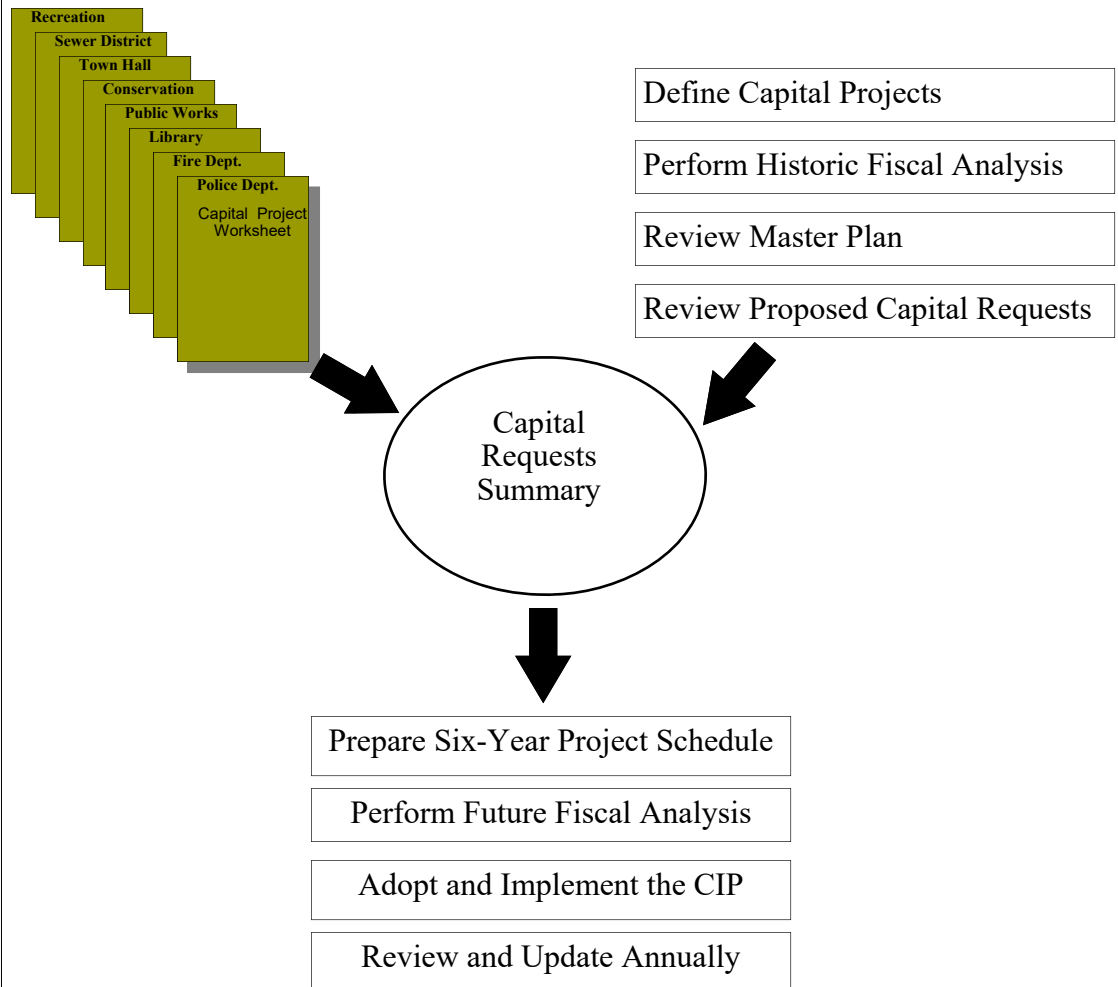 Recreation
Sewer District
Town Hall
Conservation
Public Works
Library
Fire Dept.
Police Dept.
Capital Project
Worksheet
Define Capital Projects
Perform Historic Fiscal Analysis
Review Master Plan
Review Proposed Capital Requests
Capital
Requests
Summary
Prepare Six-Year Project Schedule
Perform Future Fiscal Analysis
Adopt and Implement the CIP
Review and Update Annually